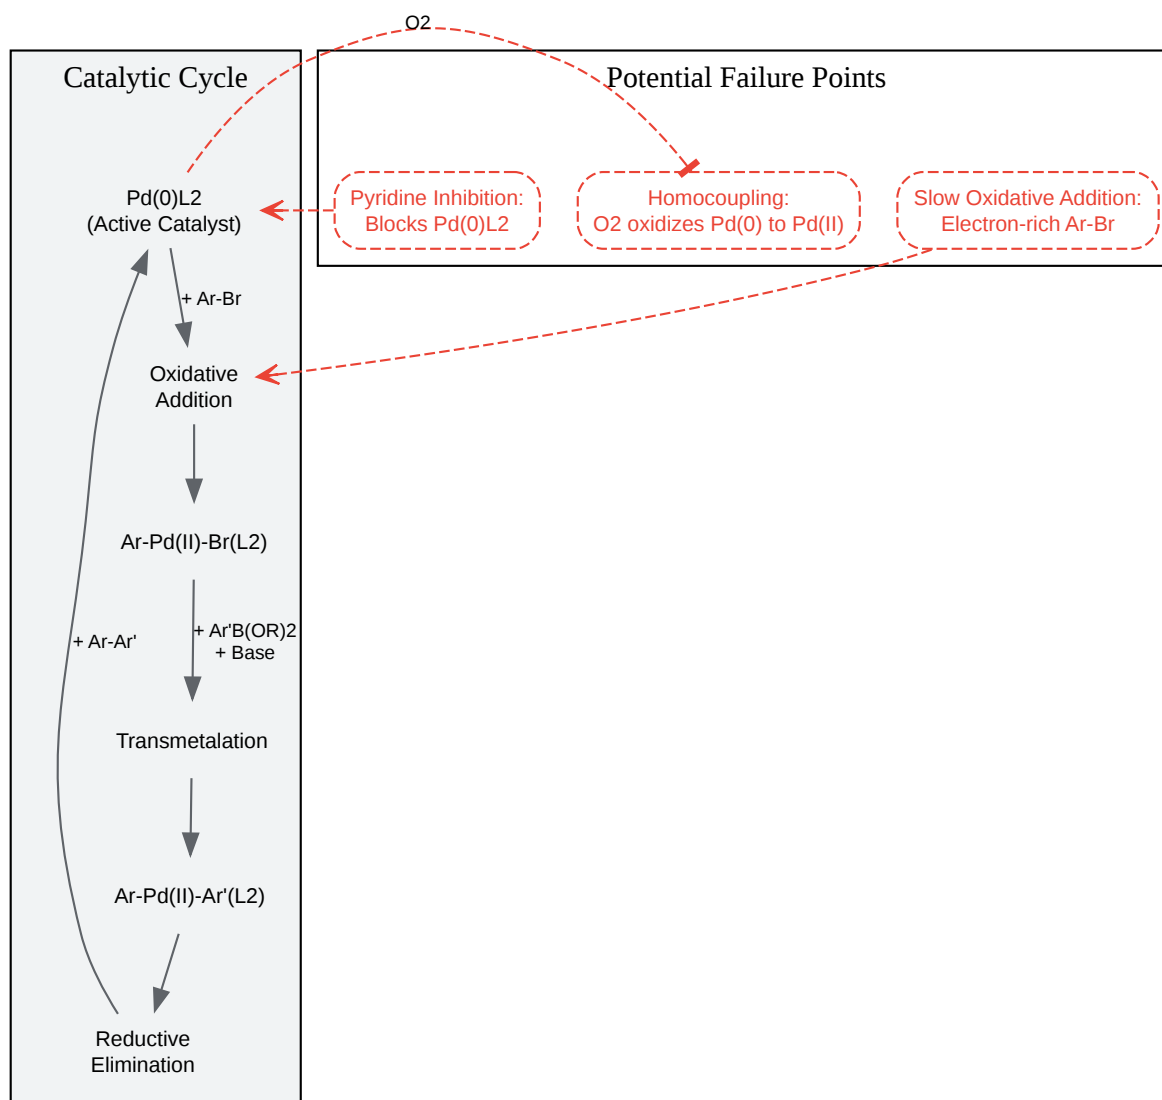 O2
Catalytic Cycle
Potential Failure Points
Pd(0)L2
(Active Catalyst)
Pyridine Inhibition:
Blocks Pd(0)L2
Homocoupling:
O2 oxidizes Pd(0) to Pd(II)
Slow Oxidative Addition:
Electron-rich Ar-Br
+ Ar-Br
Oxidative
Addition
Ar-Pd(II)-Br(L2)
+ Ar'B(OR)2
+ Base
+ Ar-Ar'
Transmetalation
Ar-Pd(II)-Ar'(L2)
Reductive
Elimination